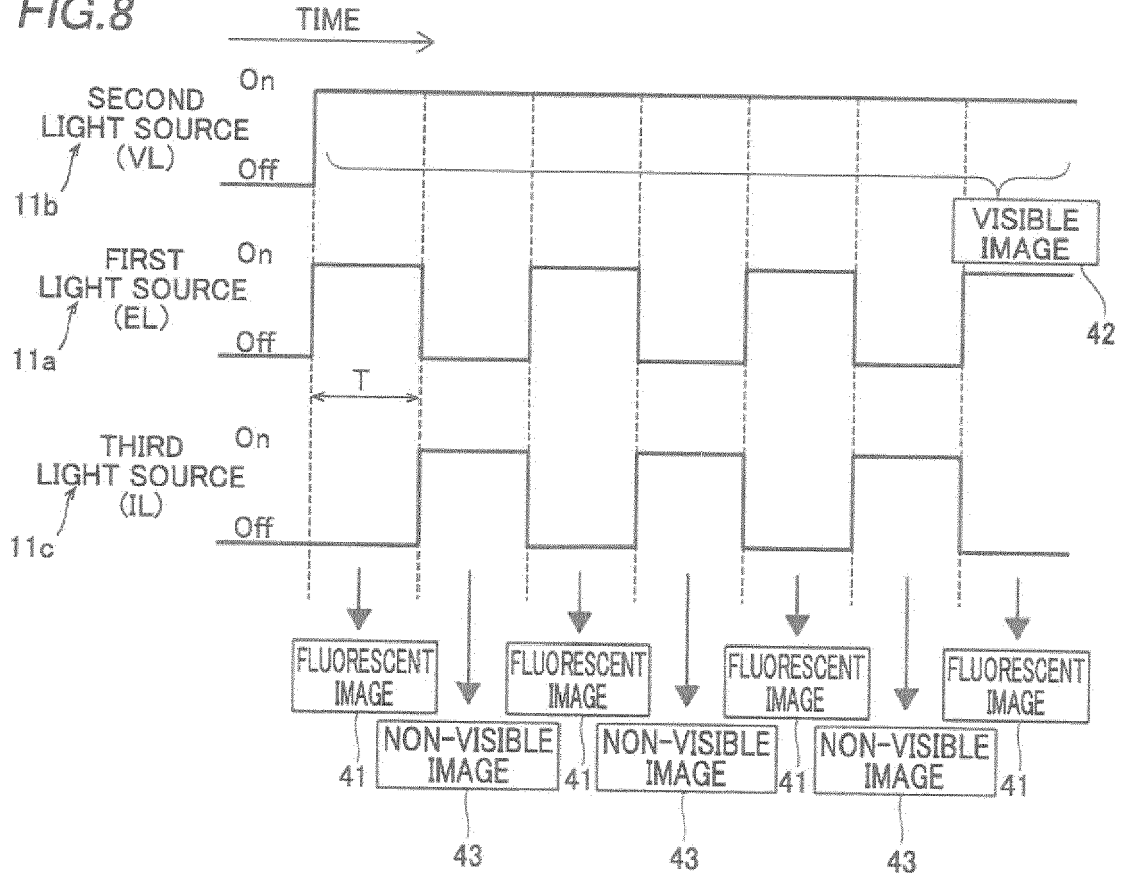 FIG.8
TIME
SECOND
LIGHT SOURCE
(VL)
On
Off
11b
VISIBLE
IMAGE
42
FIRST
LIGHT SOURCE
(EL)
On
Off
11a
T
THIRD
LIGHT SOURCE
(IL)
On
Off
11c
FLUORESCENT
IMAGE
41
FLUORESCENT
IMAGE
41
FLUORESCENT
IMAGE
41
FLUORESCENT
IMAGE
41
NON-VISIBLE
IMAGE
43
NON-VISIBLE
IMAGE
43
NON-VISIBLE
IMAGE
43